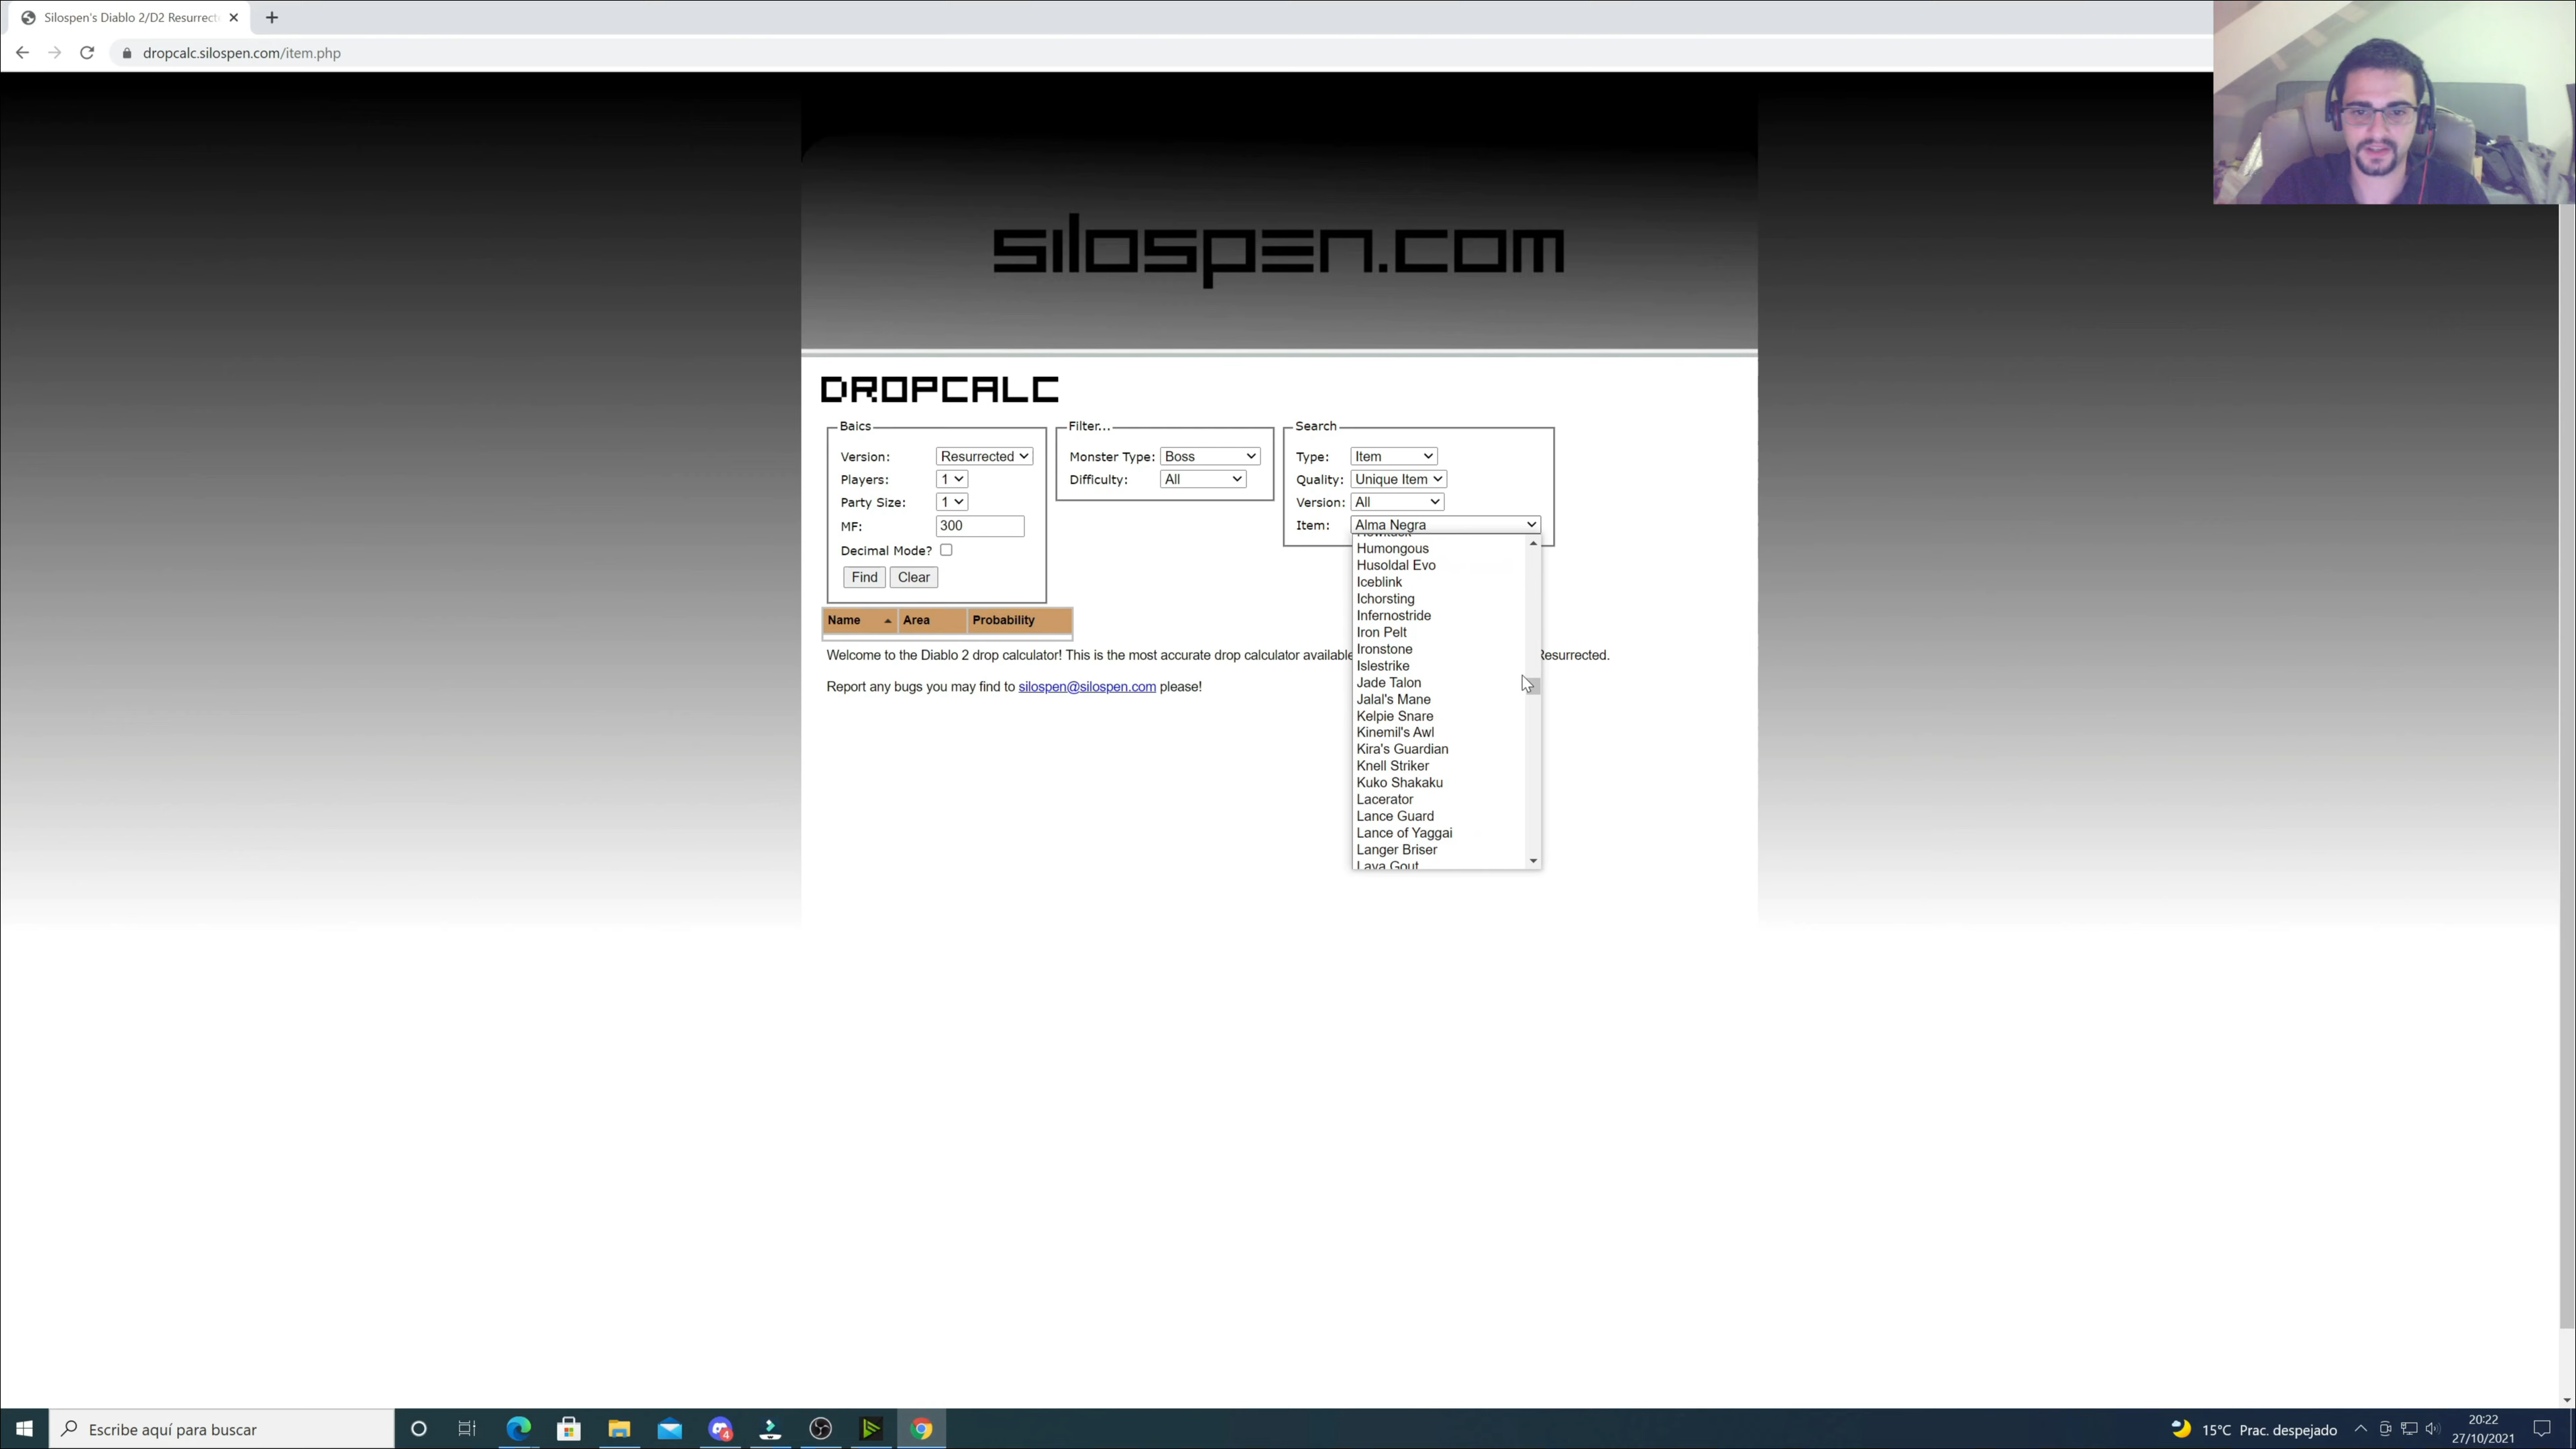 Silospen's Diablo 2/D2 Resurrect
dropcalc.silospen.com/item.php
silospen.com
DROPCALC
Baics
Version: Resurrected
Players: 1
Party Size: 1
MF: 300
Decimal Mode?
Find Clear
Filter...
Monster Type: Boss
Difficulty: All
Search
Type: Item
Quality: Unique Item
Version: All
Item: Alma Negra
Humongous
Husoldal Evo
Iceblink
Ichorsting
Infernostride
Iron Pelt
Ironstone
Islestrike
Jade Talon
Jalal's Mane
Kelpie Snare
Kinemil's Awl
Kira's Guardian
Knell Striker
Kuko Shakaku
Lacerator
Lance Guard
Lance of Yaggai
Langer Briser
Lava Gout
Name Area Probability
Welcome to the Diablo 2 drop calculator! This is the most accurate drop calculator available Resurrected.
Report any bugs you may find to silospen@silospen.com please!
Escribe aquí para buscar
4
15°C Prac. despejado
20:22
27/10/2021